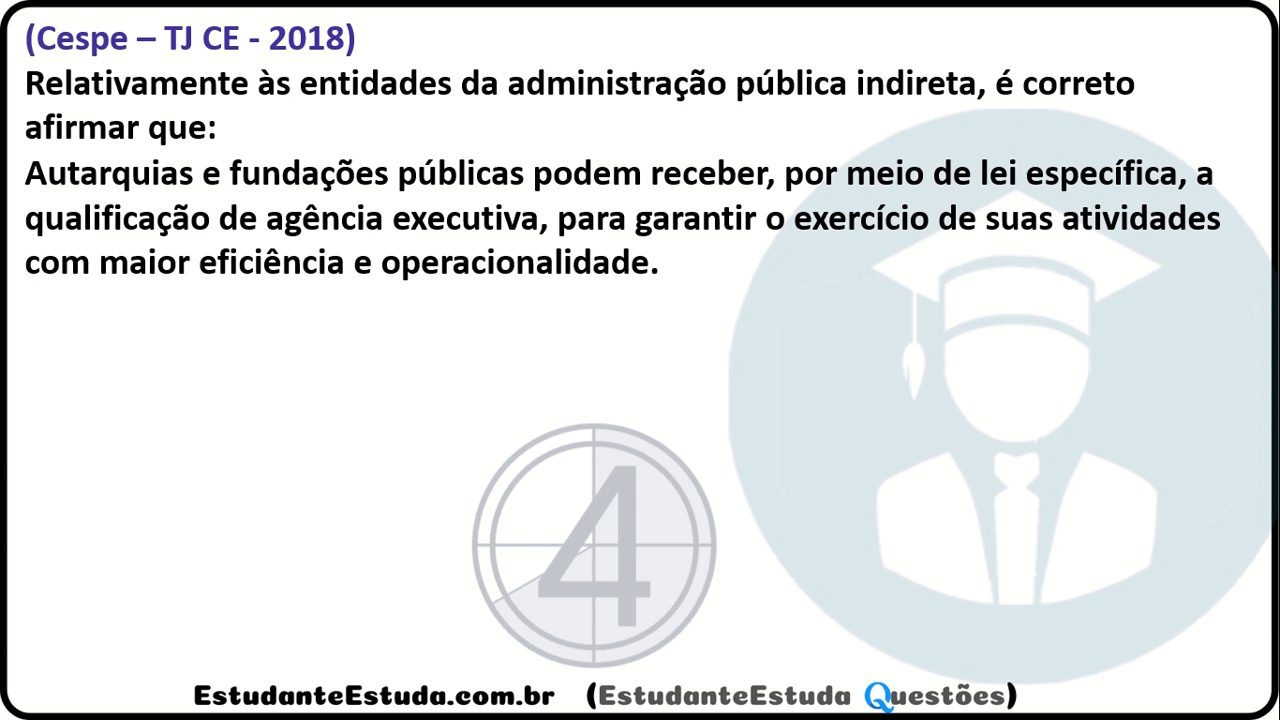 (Cespe – TJ CE - 2018)
Relativamente às entidades da administração pública indireta, é correto
afirmar que:
Autarquias e fundações públicas podem receber, por meio de lei específica, a
qualificação de agência executiva, para garantir o exercício de suas atividades
com maior eficiência e operacionalidade.
4
EstudanteEstuda.com.br (EstudanteEstuda Questões)